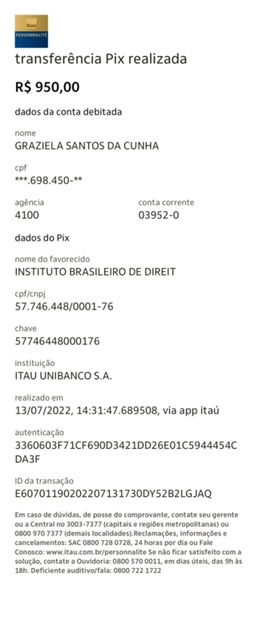 Itaú
PERSONNALITÉ
transferência Pix realizada
R$ 950,00
dados da conta debitada
nome
GRAZIELA SANTOS DA CUNHA
cpf
***.698.450-**
agência conta corrente
4100 03952-0
dados do Pix
nome do favorecido
INSTITUTO BRASILEIRO DE DIREIT
cpf/cnpj
57.746.448/0001-76
chave
57746448000176
instituição
ITAU UNIBANCO S.A.
realizado em
13/07/2022, 14:31:47.689508, via app itaú
autenticação
3360603F71CF690D3421DD26E01C5944454C
DA3F
ID da transação
E60701190202207131730DY52B2LGJAQ
Em caso de dúvidas, de posse do comprovante, contate seu gerente
ou a Central no 3003-7377 (capitais e regiões metropolitanas) ou
0800 970 7377 (demais localidades).Reclamações, informações e
cancelamentos: SAC 0800 728 0728, 24 horas por dia ou Fale
Conosco: www.itau.com.br/personnalite Se não ficar satisfeito com a
solução, contate a Ouvidoria: 0800 570 0011, em dias úteis, das 9h às
18h. Deficiente auditivo/fala: 0800 722 1722